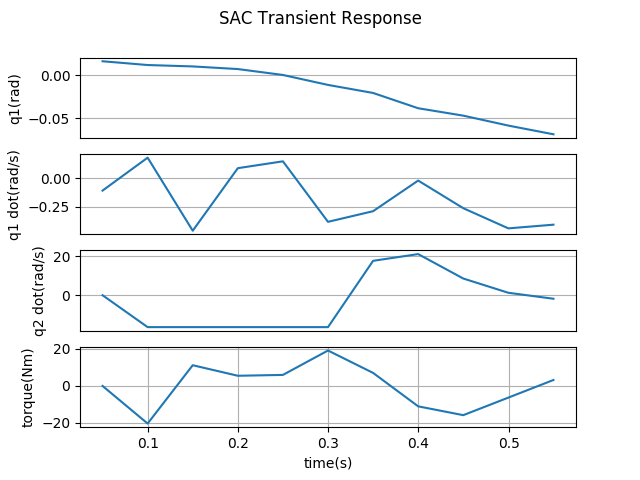 SAC Transient Response
q1(rad)
0.00
−0.05
q1 dot(rad/s)
0.00
−0.25
q2 dot(rad/s)
20
0
torque(Nm)
20
0
−20
0.1 0.2 0.3 0.4 0.5
time(s)